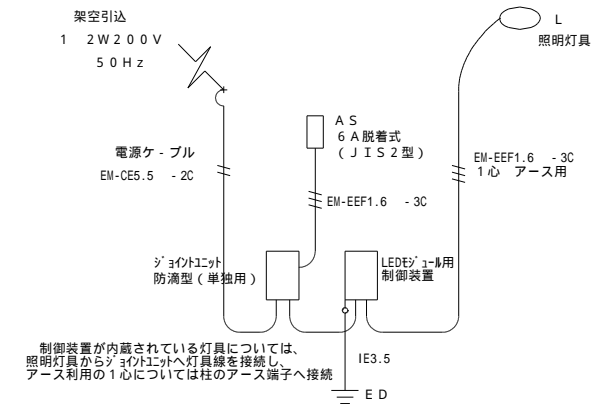 架空引込
1 2W200V
50Hz
L
照明灯具
AS
6A脱着式
(JIS2型)
電源ケ-ブル
EM-CE5.5 -2C
EM-EEF1.6 -3C
1心 アース用
EM-EEF1.6 -3C
ジョイントユニット
防滴型(単独用)
LEDモジュール用
制御装置
制御装置が内蔵されている灯具については、
照明灯具からジョイントユニットへ灯具線を接続し、
アース利用の1心については柱のアース端子へ接続
IE3.5
ED